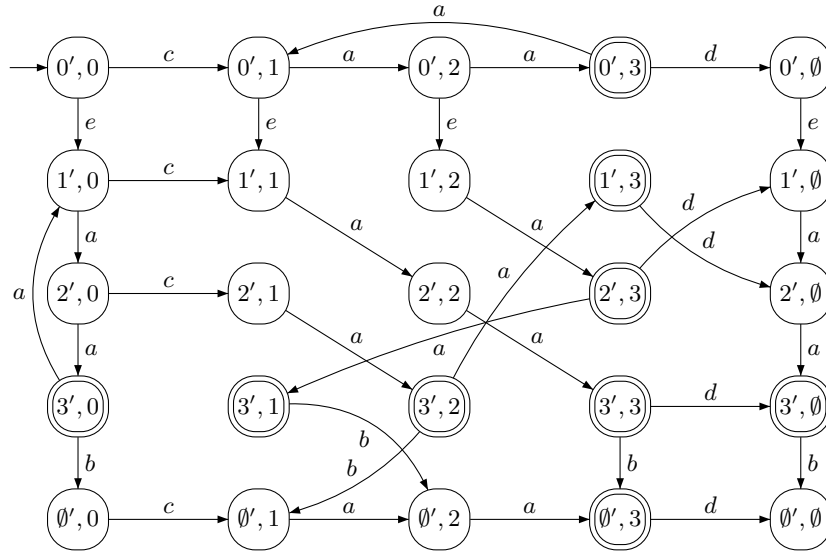 a
0′, 0 c 0′, 1 a 0′, 2 a 0′, 3 d 0′, ∅
e e e e
1′, 0 c 1′, 1 1′, 2 1′, 3 1′, ∅
a a a d d a
2′, 0 c 2′, 1 2′, 2 2′, 3 2′, ∅
a a a a a a a
3′, 0 3′, 1 3′, 2 3′, 3 d 3′, ∅
b b b b b
∅′, 0 c ∅′, 1 a ∅′, 2 a ∅′, 3 d ∅′, ∅